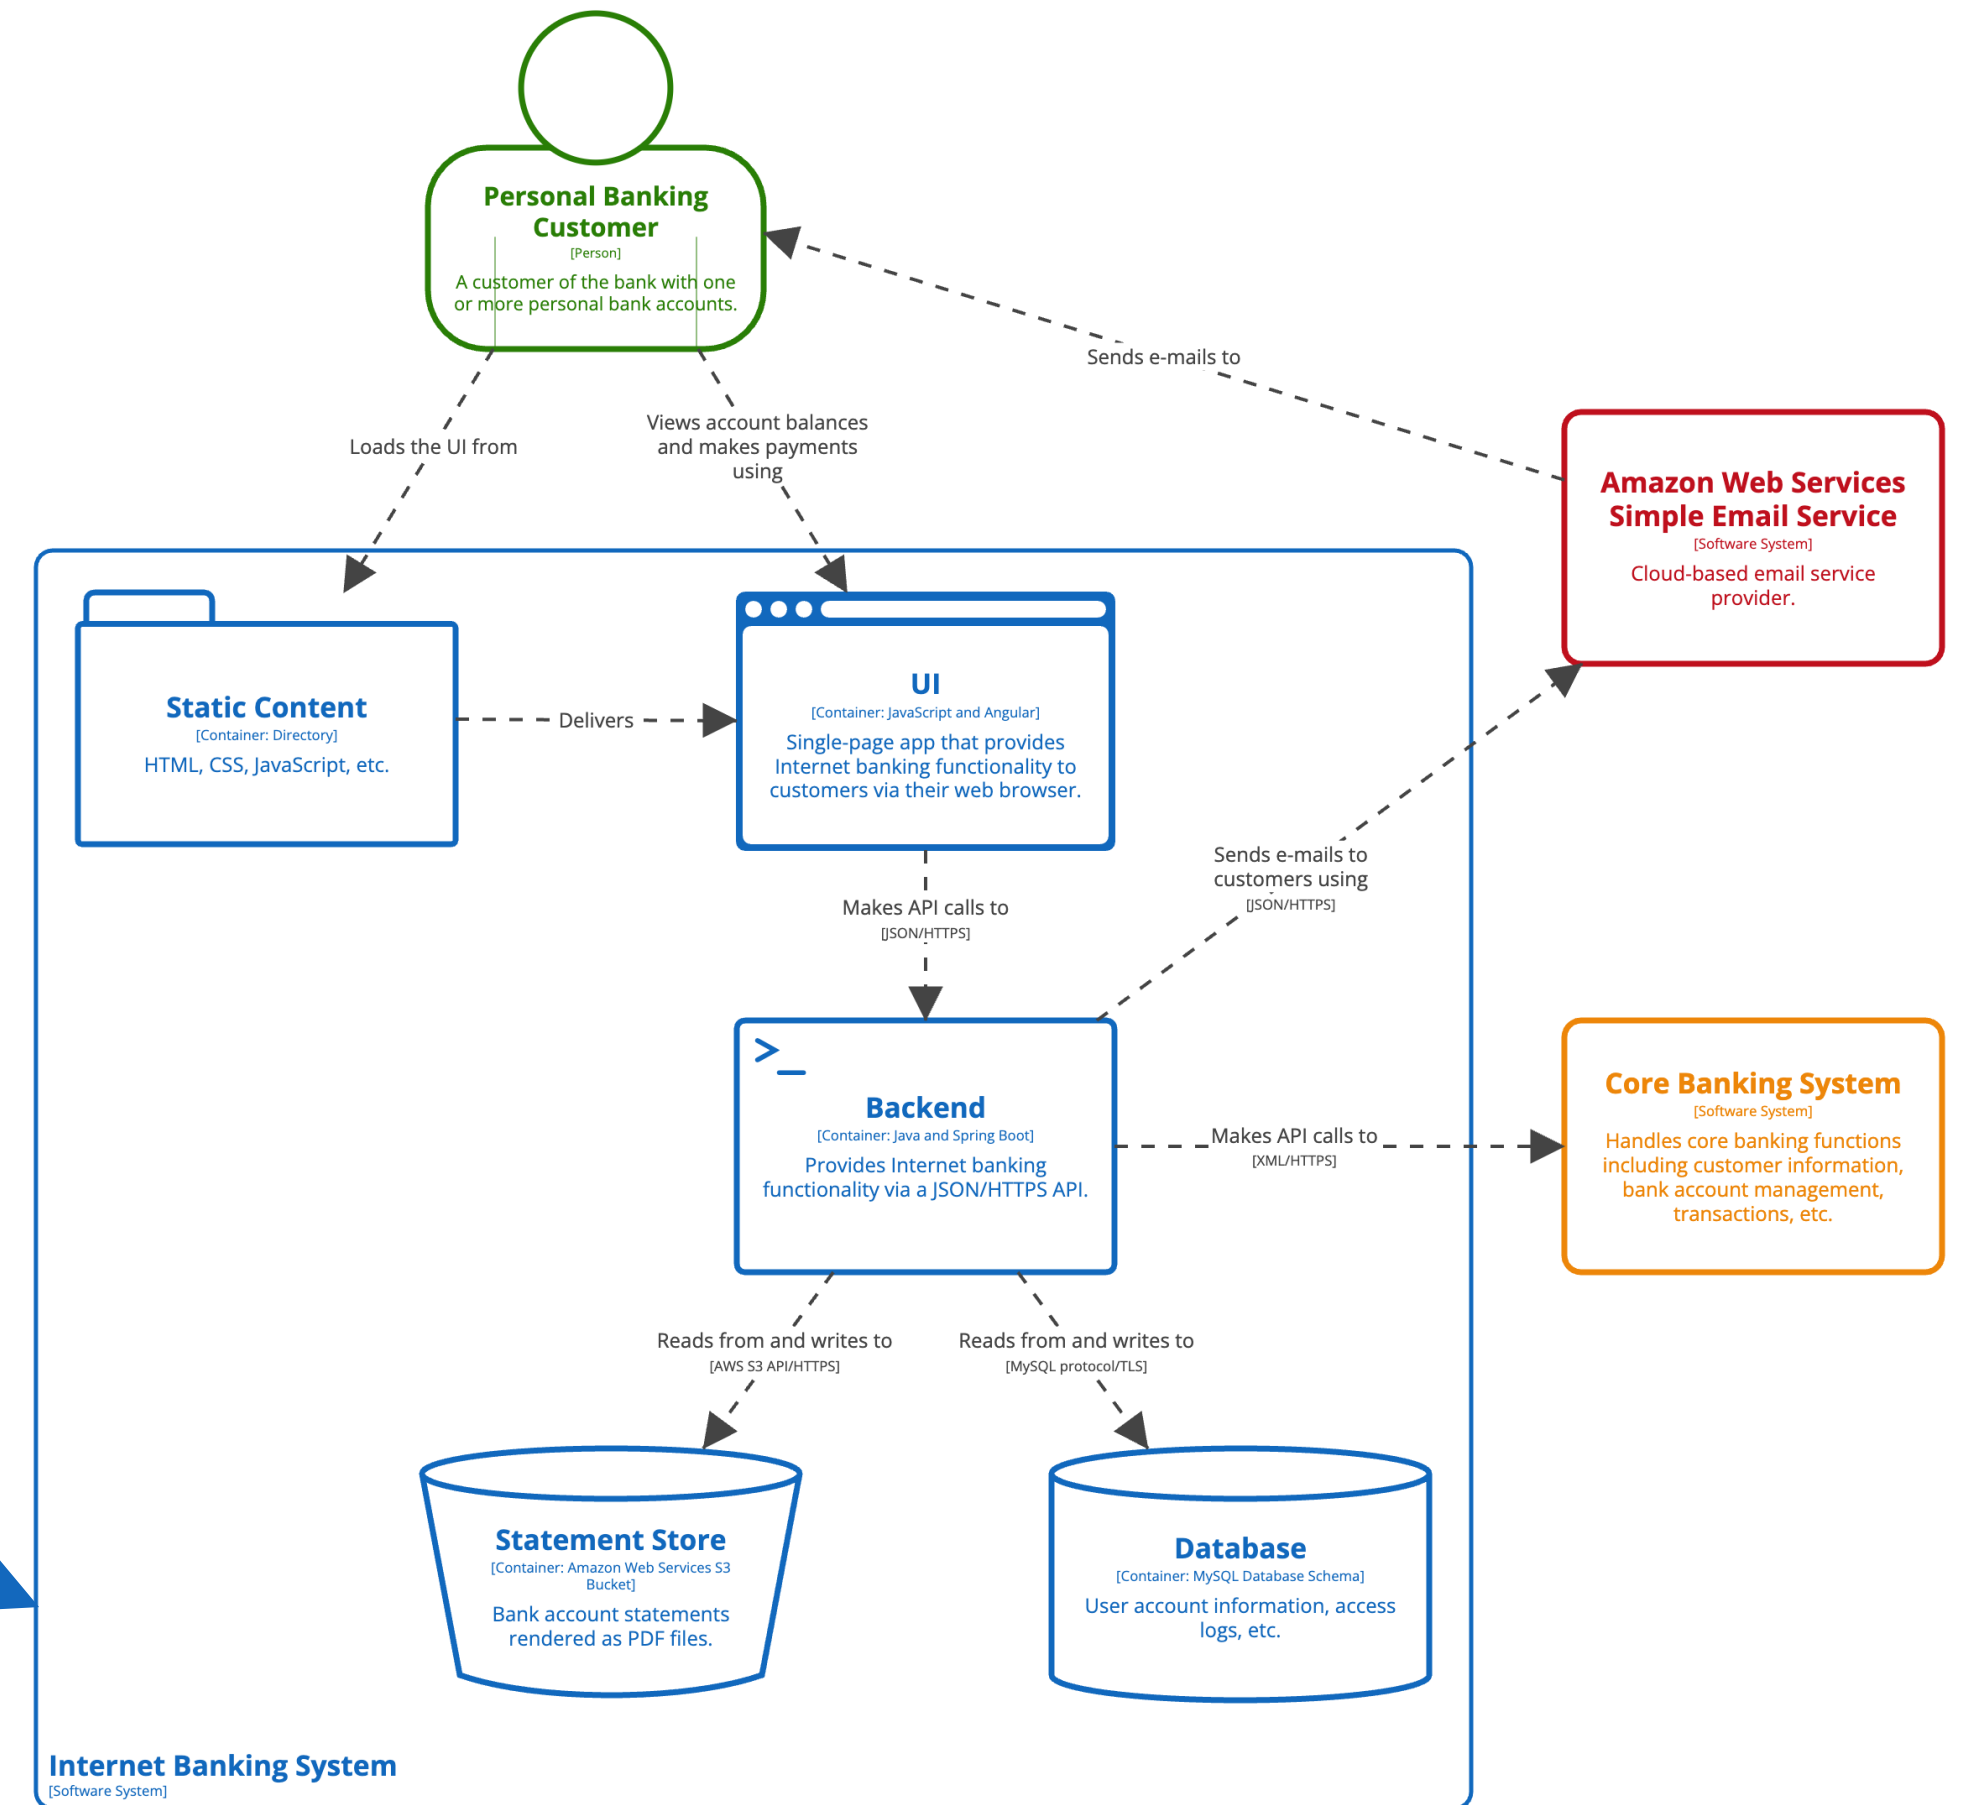 Personal Banking
Customer
[Person]
A customer of the bank with one
or more personal bank accounts.
Sends e-mails to
Loads the UI from
Views account balances
and makes payments
using
Amazon Web Services
Simple Email Service
[Software System]
Cloud-based email service
provider.
Static Content
[Container: Directory]
HTML, CSS, JavaScript, etc.
Delivers
UI
[Container: JavaScript and Angular]
Single-page app that provides
Internet banking functionality to
customers via their web browser.
Makes API calls to
[JSON/HTTPS]
Sends e-mails to
customers using
[JSON/HTTPS]
>_
Backend
[Container: Java and Spring Boot]
Provides Internet banking
functionality via a JSON/HTTPS API.
Makes API calls to
[XML/HTTPS]
Core Banking System
[Software System]
Handles core banking functions
including customer information,
bank account management,
transactions, etc.
Reads from and writes to
[AWS S3 API/HTTPS]
Reads from and writes to
[MySQL protocol/TLS]
Statement Store
[Container: Amazon Web Services S3
Bucket]
Bank account statements
rendered as PDF files.
Database
[Container: MySQL Database Schema]
User account information, access
logs, etc.
Internet Banking System
[Software System]